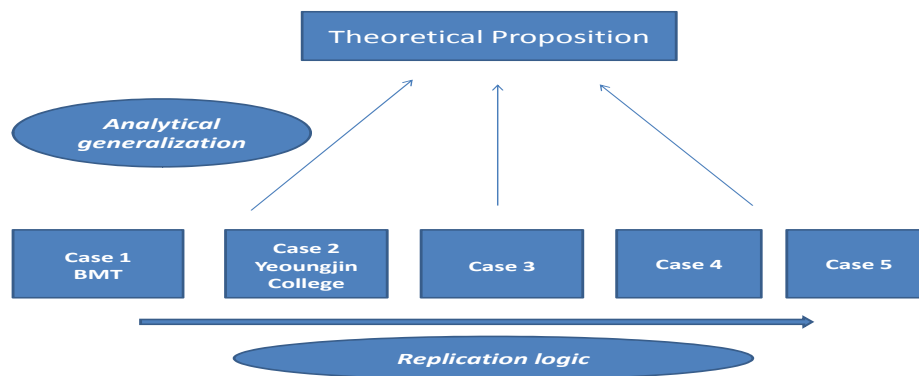 Theoretical Proposition
Analytical
generalization
Case 1
BMT
Case 2
Yeoungjin
College
Case 3
Case 4
Case 5
Replication logic